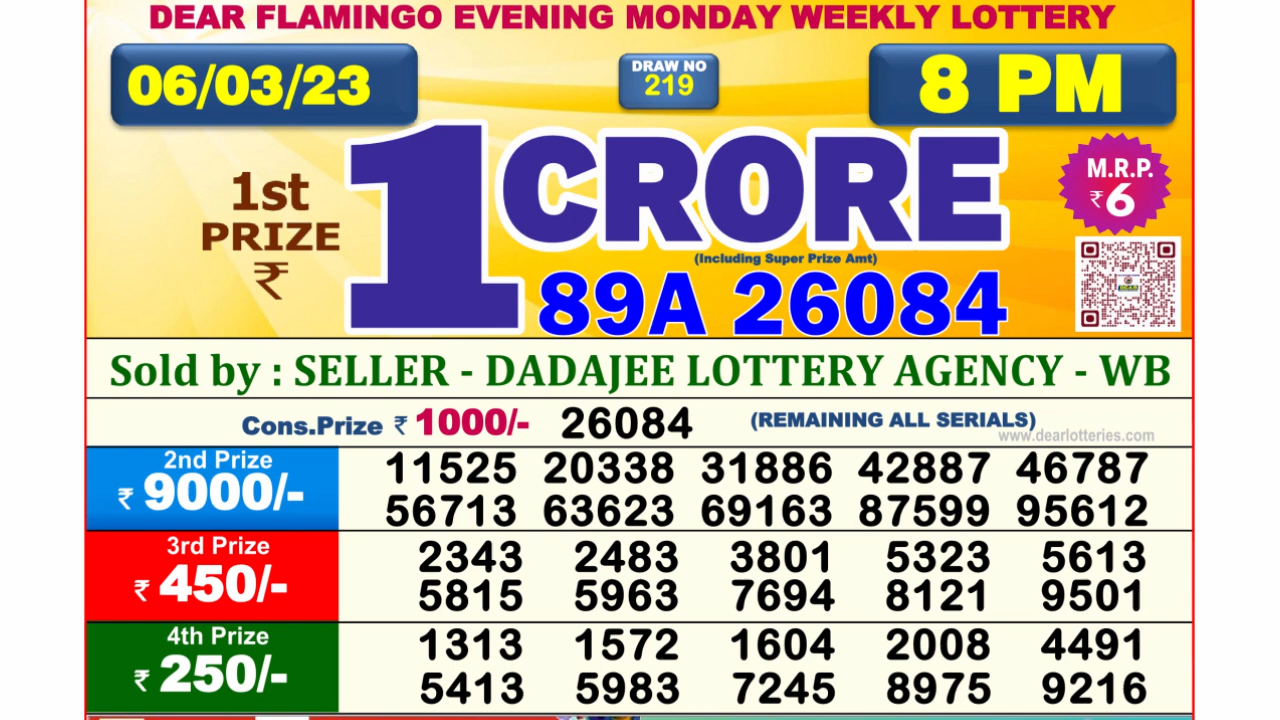 DEAR FLAMINGO EVENING MONDAY WEEKLY LOTTERY
06/03/23
DRAW NO
219
8 PM
1st
PRIZE
₹
1 CRORE
(Including Super Prize Amt)
89A 26084
M.R.P.
₹ 6
Sold by : SELLER - DADAJEE LOTTERY AGENCY - WB
Cons.Prize ₹ 1000/- 26084 (REMAINING ALL SERIALS)
www.dearlotteries.com
2nd Prize
₹ 9000/-
11525 20338 31886 42887 46787
56713 63623 69163 87599 95612
3rd Prize
₹ 450/-
2343 2483 3801 5323 5613
5815 5963 7694 8121 9501
4th Prize
₹ 250/-
1313 1572 1604 2008 4491
5413 5983 7245 8975 9216